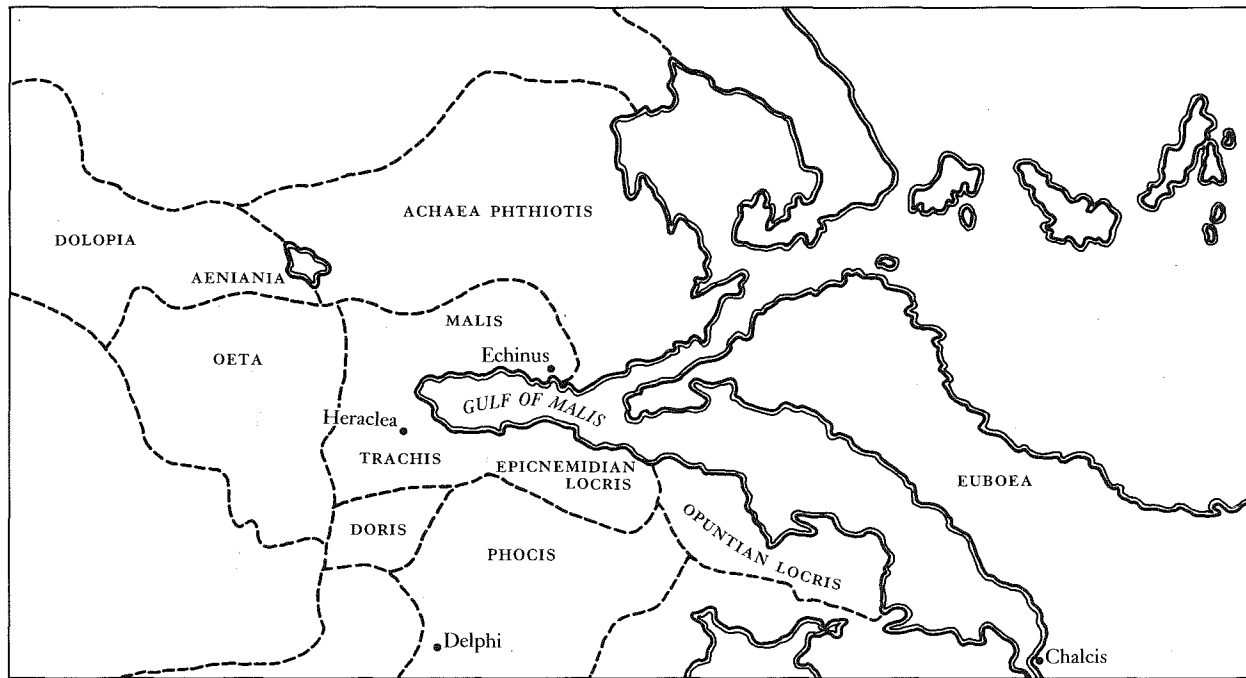 ACHAEA PHTHIOTIS
DOLOPIA
AENIANIA
MALIS
OETA
Echinus
GULF OF MALIS
Heraclea
TRACHIS
EPICNEMIDIAN
LOCRIS
EUBOEA
DORIS
OPUNTIAN LOCRIS
PHOCIS
Delphi
Chalcis